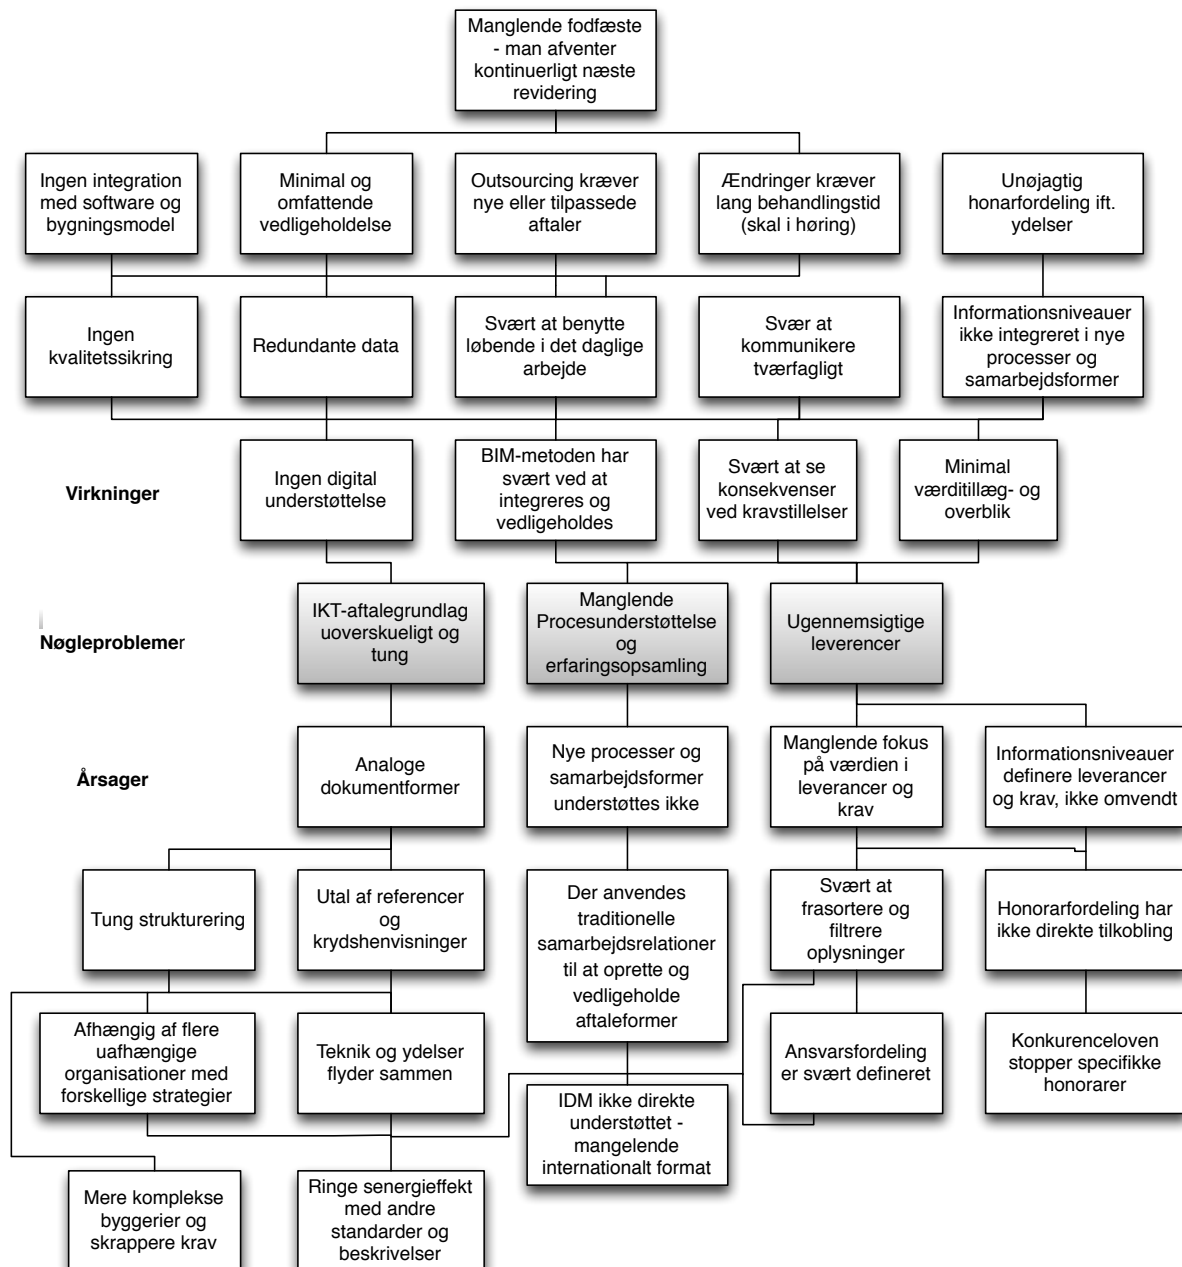 Manglende fodfæste
- man afventer
kontinuerligt næste
revidering
Ingen integration
med software og
bygningsmodel
Minimal og
omfattende
vedligeholdelse
Outsourcing kræver
nye eller tilpassede
aftaler
Ændringer kræver
lang behandlingstid
(skal i høring)
Unøjagtig
honarfordeling ift.
ydelser
Ingen
kvalitetssikring
Redundante data
Svært at benytte
løbende i det daglige
arbejde
Svær at
kommunikere
tværfagligt
Informationsniveauer
ikke integreret i nye
processer og
samarbejdsformer
Virkninger
Ingen digital
understøttelse
BIM-metoden har
svært ved at
integreres og
vedligeholdes
Svært at se
konsekvenser
ved kravstillelser
Minimal
værditillæg- og
overblik
Nøgleproblemer
IKT-aftalegrundlag
uoverskueligt og
tung
Manglende
Procesunderstøttelse
og
erfaringsopsamling
Ugennemsigtige
leverencer
Årsager
Analoge
dokumentformer
Nye processer og
samarbejdsformer
understøttes ikke
Manglende fokus
på værdien i
leverancer og
krav
Informationsniveauer
definere leverancer
og krav, ikke omvendt
Tung strukturering
Utal af referencer
og
krydshenvisninger
Der anvendes
traditionelle
samarbejdsrelationer
til at oprette og
vedligeholde
aftaleformer
Svært at
frasortere og
filtrere
oplysninger
Honorarfordeling har
ikke direkte tilkobling
Afhængig af flere
uafhængige
organisationer med
forskellige strategier
Teknik og ydelser
flyder sammen
Ansvarsfordeling
er svært defineret
Konkurenceloven
stopper specifikke
honorarer
IDM ikke direkte
understøttet -
mangelende
internationalt format
Mere komplekse
byggerier og
skrappere krav
Ringe senergieffekt
med andre
standarder og
beskrivelser